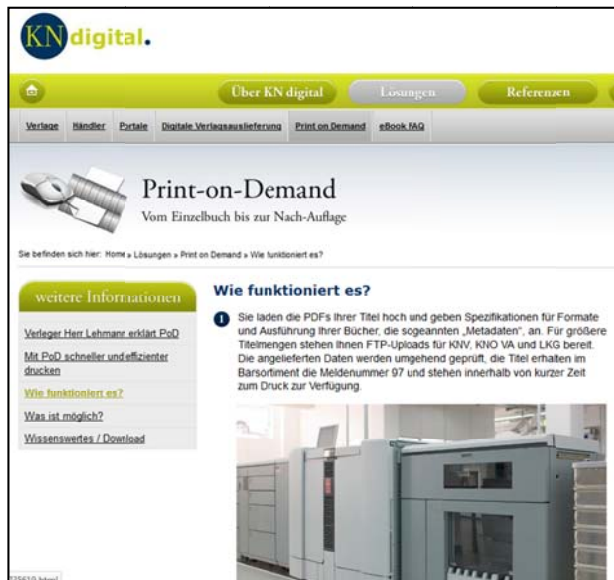 KN digital.
Über KN digital
Lösungen
Referenzen
Verlage
Händler
Portale
Digitale Verlagsauslieferung
Print on Demand
eBook FAQ
Print-on-Demand
Vom Einzelbuch bis zur Nach-Auflage
Sie befinden sich hier: Home » Lösungen » Print on Demand » Wie funktioniert es?
weitere Informationen
Verleger Herr Lehmann erklärt PoD
Mit PoD schneller und effizienter
drucken
Wie funktioniert es?
Was ist möglich?
Wissenswertes / Download
Wie funktioniert es?
1 Sie laden die PDFs Ihrer Titel hoch und geben Spezifikationen für Formate
und Ausführung Ihrer Bücher, die sogeannten „Metadaten“, an. Für größere
Titelmengen stehen Ihnen FTP-Uploads für KNV, KNO VA und LKG bereit.
Die angelieferten Daten werden umgehend geprüft, die Titel erhalten im
Barsortiment die Meldenummer 97 und stehen innerhalb von kurzer Zeit
zum Druck zur Verfügung.